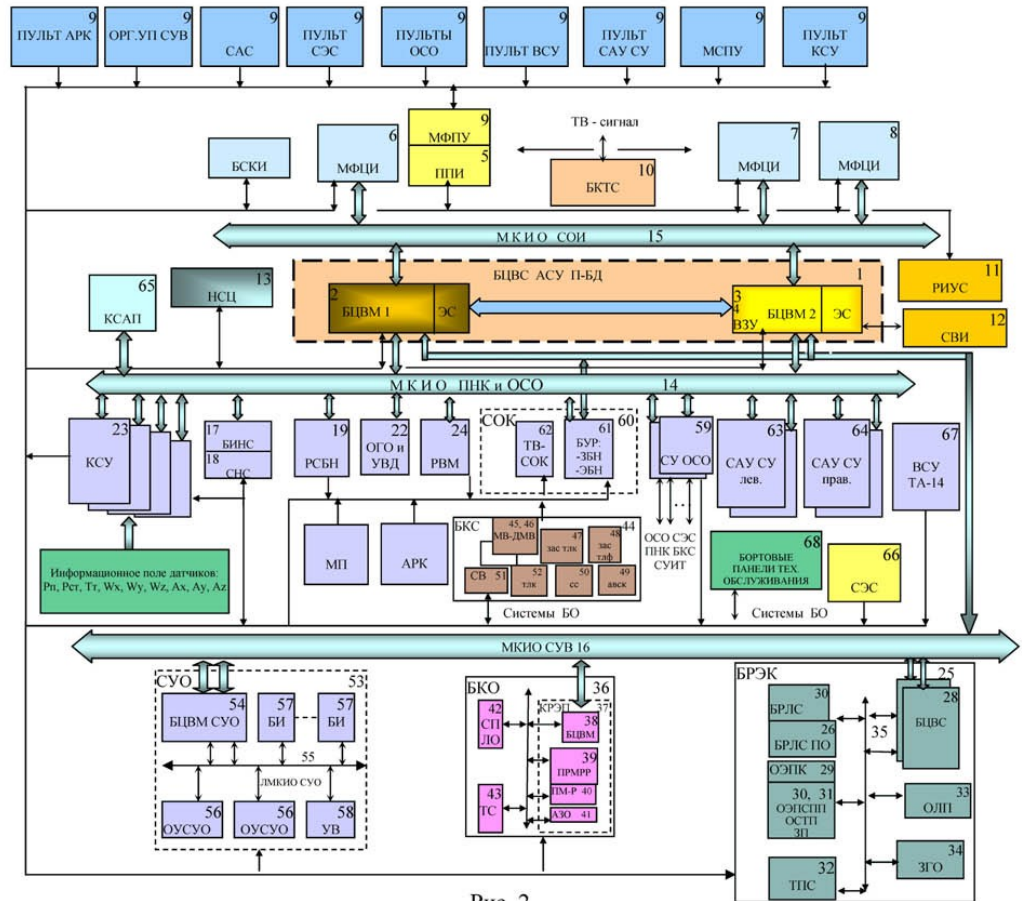 9 9 9 9 9 9 9 9 9
ПУЛЬТ АРК
ОРГ.УП СУВ
САС
ПУЛЬТ
СЭС
ПУЛЬТЫ
ОСО
ПУЛЬТ ВСУ
ПУЛЬТ
САУ СУ
МСПУ
ПУЛЬТ
КСУ
БСКИ
6
МФЦИ
9
МФПУ
5
ППИ
ТВ - сигнал
10
БКТС
7
МФЦИ
8
МФЦИ
М К И О СОИ 15
БЦВС АСУ П-БД 1
65
КСАП
13
НСЦ
2
БЦВМ 1
ЭС
3
4
ВЗУ
БЦВМ 2
ЭС
11
РИУС
12
СВИ
М К И О ПНК и ОСО 14
23
КСУ
17
БИНС
18
СНС
19
РСБН
22
ОГО и
УВД
24
РВМ
СОК
60
62
ТВ-
СОК
61
БУР:
-ЗБН
-ЭБН
59
СУ ОСО
63
САУ СУ
лев.
64
САУ СУ
прав.
67
ВСУ
ТА-14
МП
АРК
БКС
44
45, 46
МВ-ДМВ
47
зас тлк
48
зас
тлф
СВ 51
52
тлк
50
сс
49
авск
ОСО СЭС
ПНК БКС
СУИТ
68
БОРТОВЫЕ
ПАНЕЛИ ТЕХ.
ОБСЛУЖИВАНИЯ
66
СЭС
Информационное поле датчиков:
Рп, Рст, Тт, Wx, Wy, Wz, Ax, Ay, Az
Системы БО
Системы БО
МКИО СУВ 16
СУО
53
54
БЦВМ СУО
57
БИ
57
БИ
55
ЛМКИО СУО
56
ОУСУО
56
ОУСУО
58
УВ
БКО
36
КРЭП 37
42
СП
ЛО
38
БЦВМ
39
ПРМРР
ПМ-Р 40
43
ТС
АЗО 41
БРЭК
25
30
БРЛС
26
БРЛС ПО
35
28
БЦВС
ОЭПК 29
30, 31
ОЭПСПП
ОСТП
ЗП
33
ОЛП
32
ТПС
34
ЗГО
Рис. 2